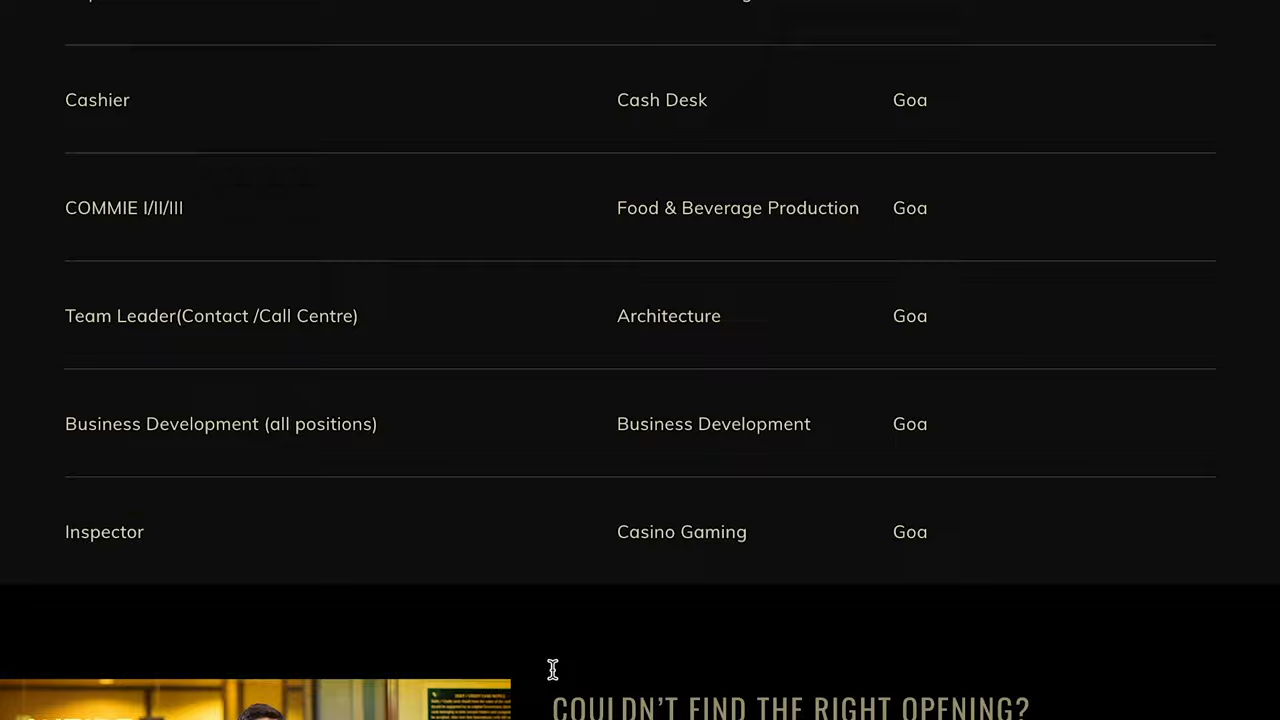 Cashier Cash Desk Goa
COMMIE I/II/III Food & Beverage Production Goa
Team Leader(Contact /Call Centre) Architecture Goa
Business Development (all positions) Business Development Goa
Inspector Casino Gaming Goa
COULDN'T FIND THE RIGHT OPENING?